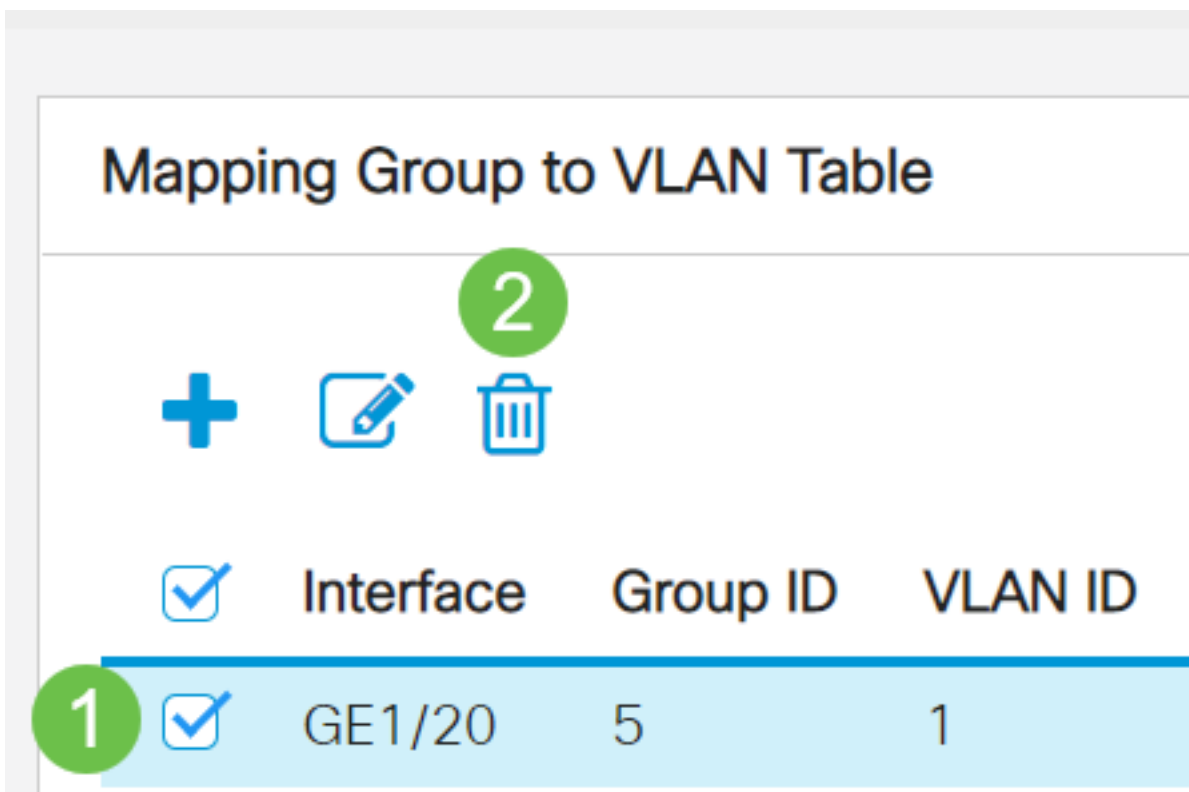 Mapping Group to VLAN Table
2
Interface Group ID VLAN ID
1 GE1/20 5 1